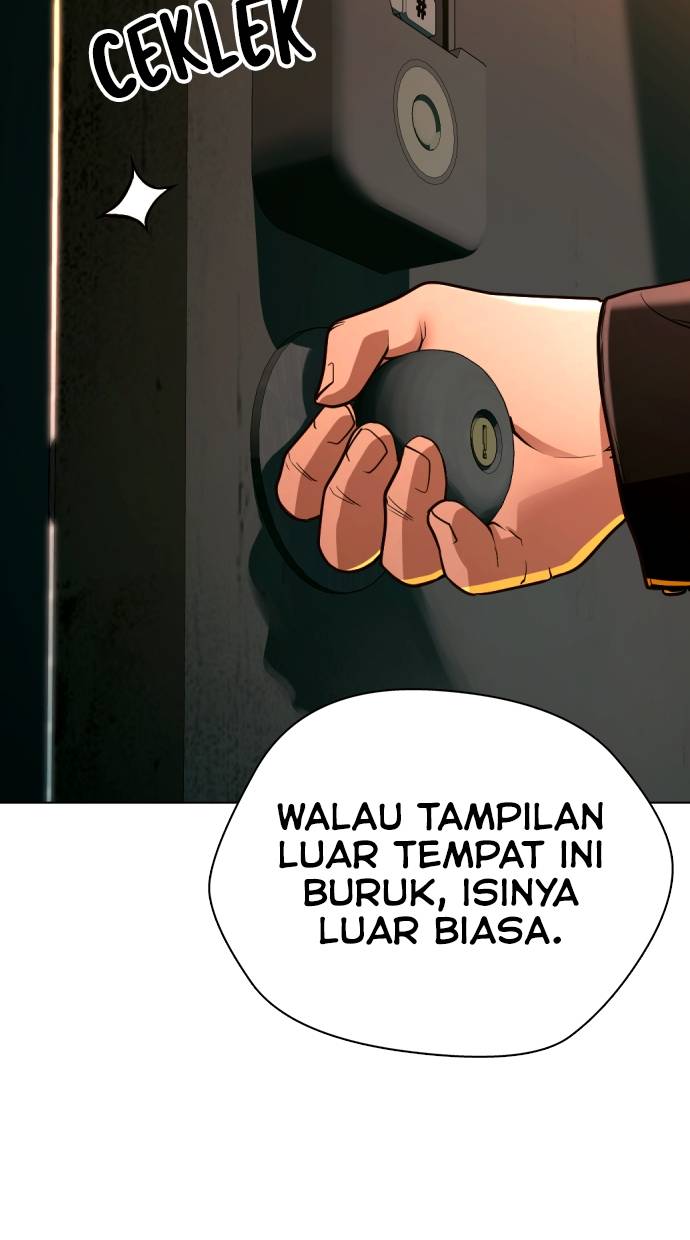 CEKLEK
#
WALAU TAMPILAN
LUAR TEMPAT INI
BURUK, ISINYA
LUAR BIASA.